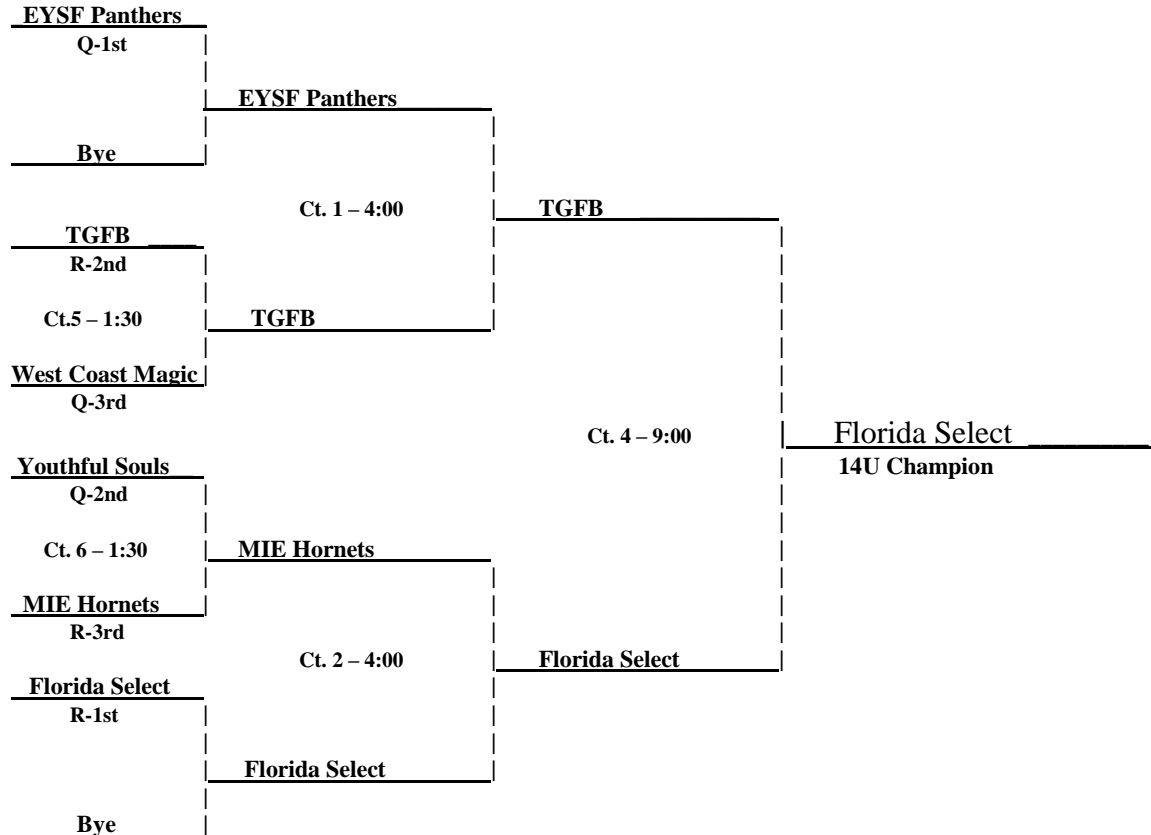 EYSF Panthers
Q-1st
EYSF Panthers
Bye
Ct. 1 – 4:00
TGFB
TGFB
R-2nd
Ct.5 – 1:30
TGFB
West Coast Magic
Q-3rd
Ct. 4 – 9:00
Florida Select
14U Champion
Youthful Souls
Q-2nd
Ct. 6 – 1:30
MIE Hornets
MIE Hornets
R-3rd
Ct. 2 – 4:00
Florida Select
Florida Select
R-1st
Florida Select
Bye